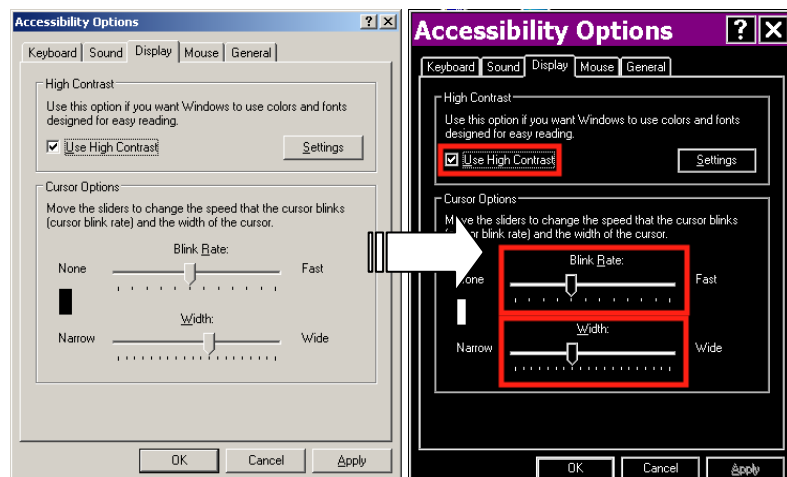 Accessibility Options
Keyboard Sound Display Mouse General
High Contrast
Use this option if you want Windows to use colors and fonts
designed for easy reading.
Use High Contrast Settings
Cursor Options
Move the sliders to change the speed that the cursor blinks
(cursor blink rate) and the width of the cursor.
Blink Rate:
None Fast
Width:
Narrow Wide
OK Cancel Apply
Accessibility Options
Keyboard Sound Display Mouse General
High Contrast
Use this option if you want Windows to use colors and fonts
designed for easy reading.
Use High Contrast Settings
Cursor Options
Move the sliders to change the speed that the cursor blinks
blink rate) and the width of the cursor.
Blink Rate:
Fast
Width:
Narrow Wide
OK Cancel Apply